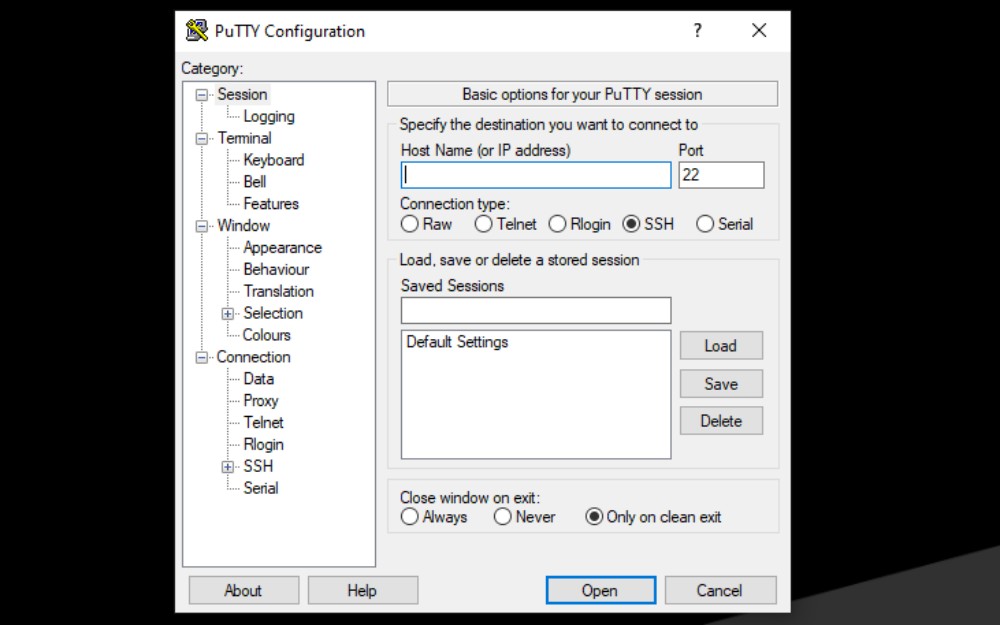 PuTTY Configuration
?
Category:
Session
Logging
Terminal
Keyboard
Bell
Features
Window
Appearance
Behaviour
Translation
Selection
Colours
Connection
Data
Proxy
Telnet
Rlogin
SSH
Serial
Basic options for your PuTTY session
Specify the destination you want to connect to
Host Name (or IP address) Port
22
Connection type:
Raw Telnet Rlogin SSH Serial
Load, save or delete a stored session
Saved Sessions
Default Settings
Load
Save
Delete
Close window on exit:
Always Never Only on clean exit
About Help Open Cancel